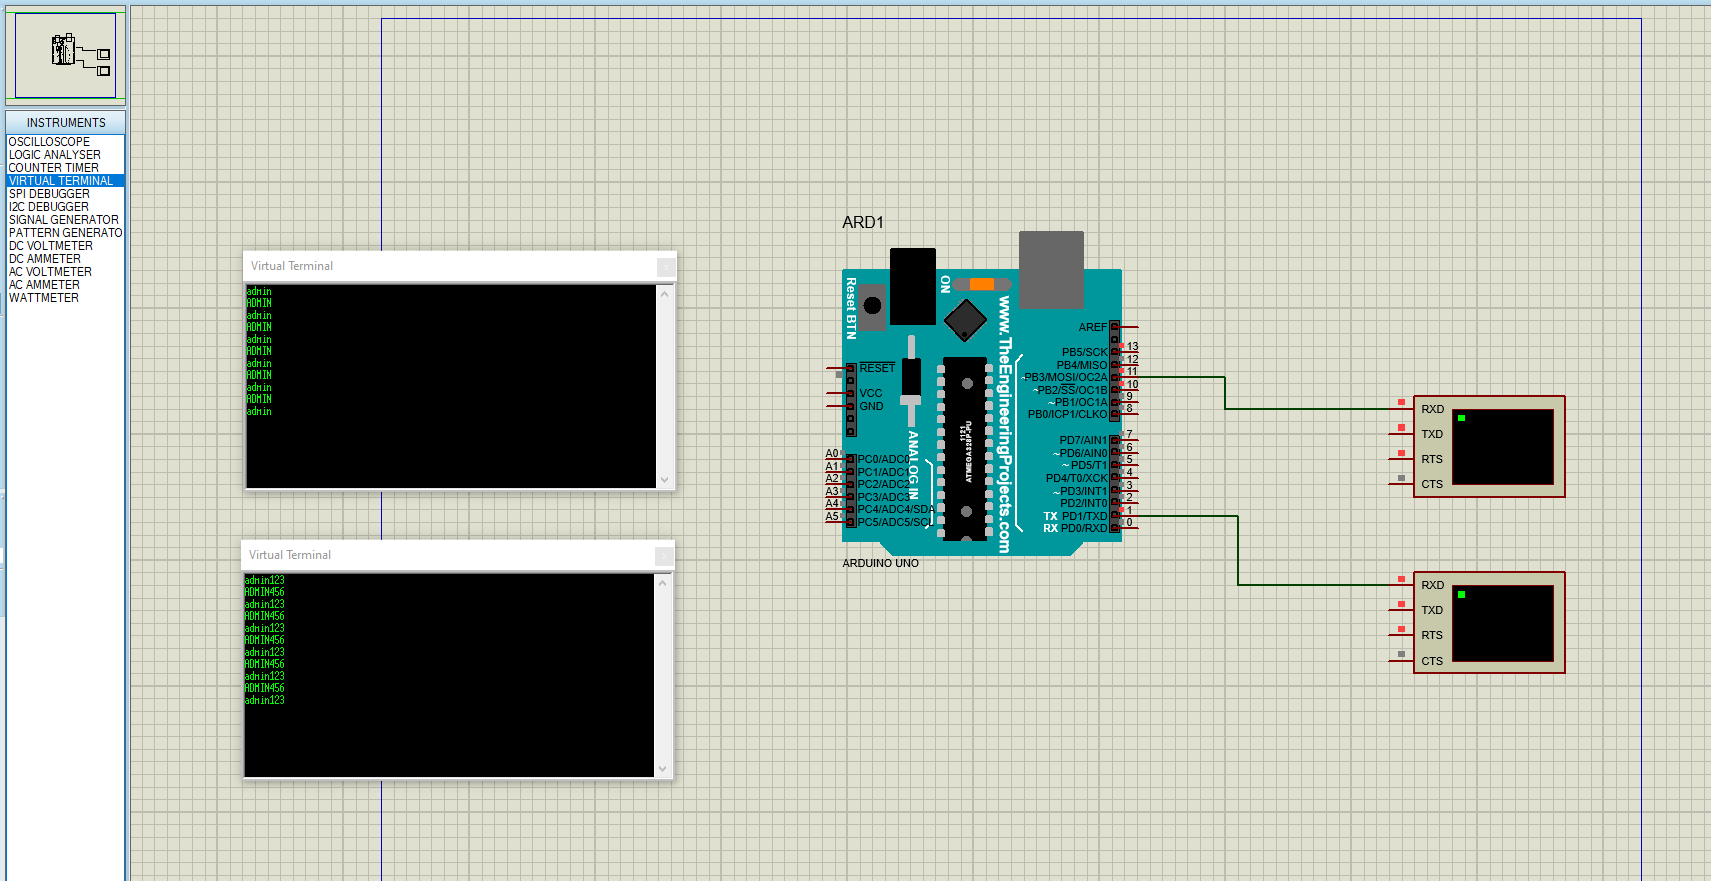 INSTRUMENTS
OSCILLOSCOPE
LOGIC ANALYSER
COUNTER TIMER
VIRTUAL TERMINAL
SPI DEBUGGER
I2C DEBUGGER
SIGNAL GENERATOR
PATTERN GENERATO
DC VOLTMETER
DC AMMETER
AC VOLTMETER
AC AMMETER
WATTMETER
Virtual Terminal
admin
ADMIN
admin
ADMIN
admin
ADMIN
admin
ADMIN
admin
ADMIN
admin
Virtual Terminal
admin123
ADMIN456
admin123
ADMIN456
admin123
ADMIN456
admin123
ADMIN456
admin123
ADMIN456
admin123
ARD1
Reset BTN
ON
www.TheEngineeringProjects.com
RESET
VCC
GND
ANALOG IN
A0 PC0/ADC0
A1 PC1/ADC1
A2 PC2/ADC2
A3 PC3/ADC3
A4 PC4/ADC4/SDA
A5 PC5/ADC5/SCL
1121
ATMEGA328P-PU
AREF
PB5/SCK 13
PB4/MISO 12
~PB3/MOSI/OC2A 11
~PB2/SS/OC1B 10
~PB1/OC1A 9
PB0/ICP1/CLKO 8
PD7/AIN1 7
~PD6/AIN0 6
~PD5/T1 5
PD4/T0/XCK 4
~PD3/INT1 3
PD2/INT0 2
TX PD1/TXD 1
RX PD0/RXD 0
ARDUINO UNO
RXD
TXD
RTS
CTS
RXD
TXD
RTS
CTS